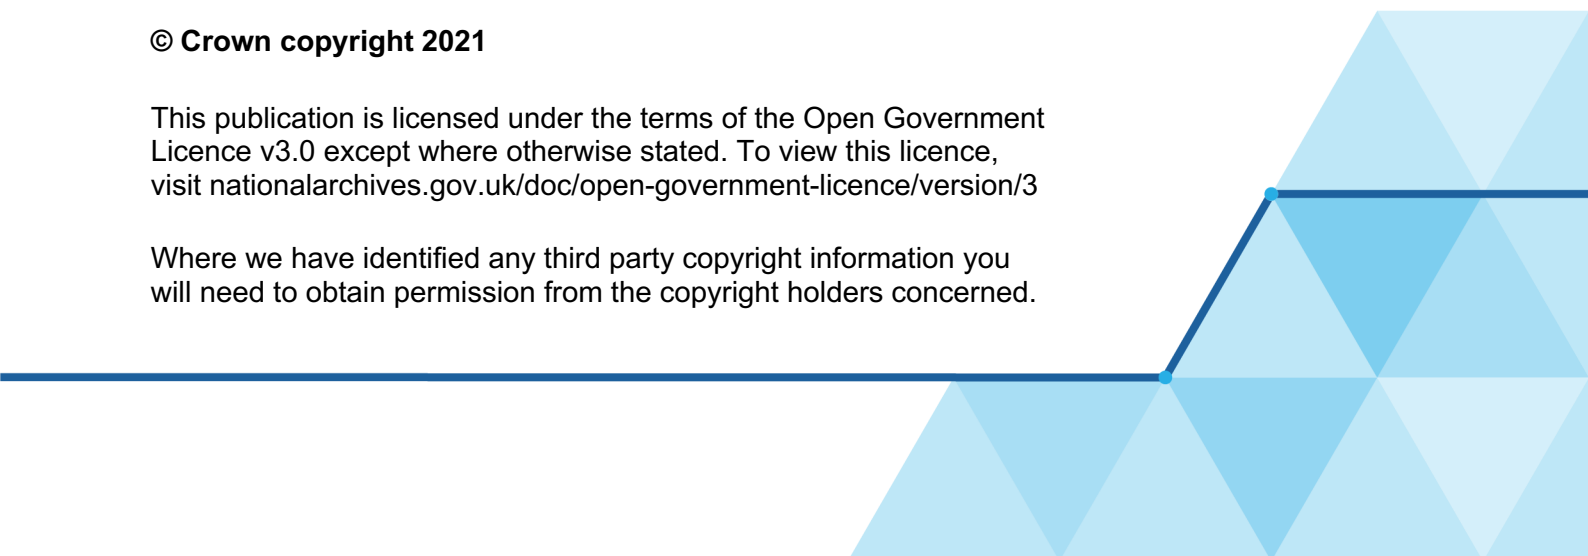 © Crown copyright 2021
This publication is licensed under the terms of the Open Government
Licence v3.0 except where otherwise stated. To view this licence,
visit nationalarchives.gov.uk/doc/open-government-licence/version/3
Where we have identified any third party copyright information you
will need to obtain permission from the copyright holders concerned.